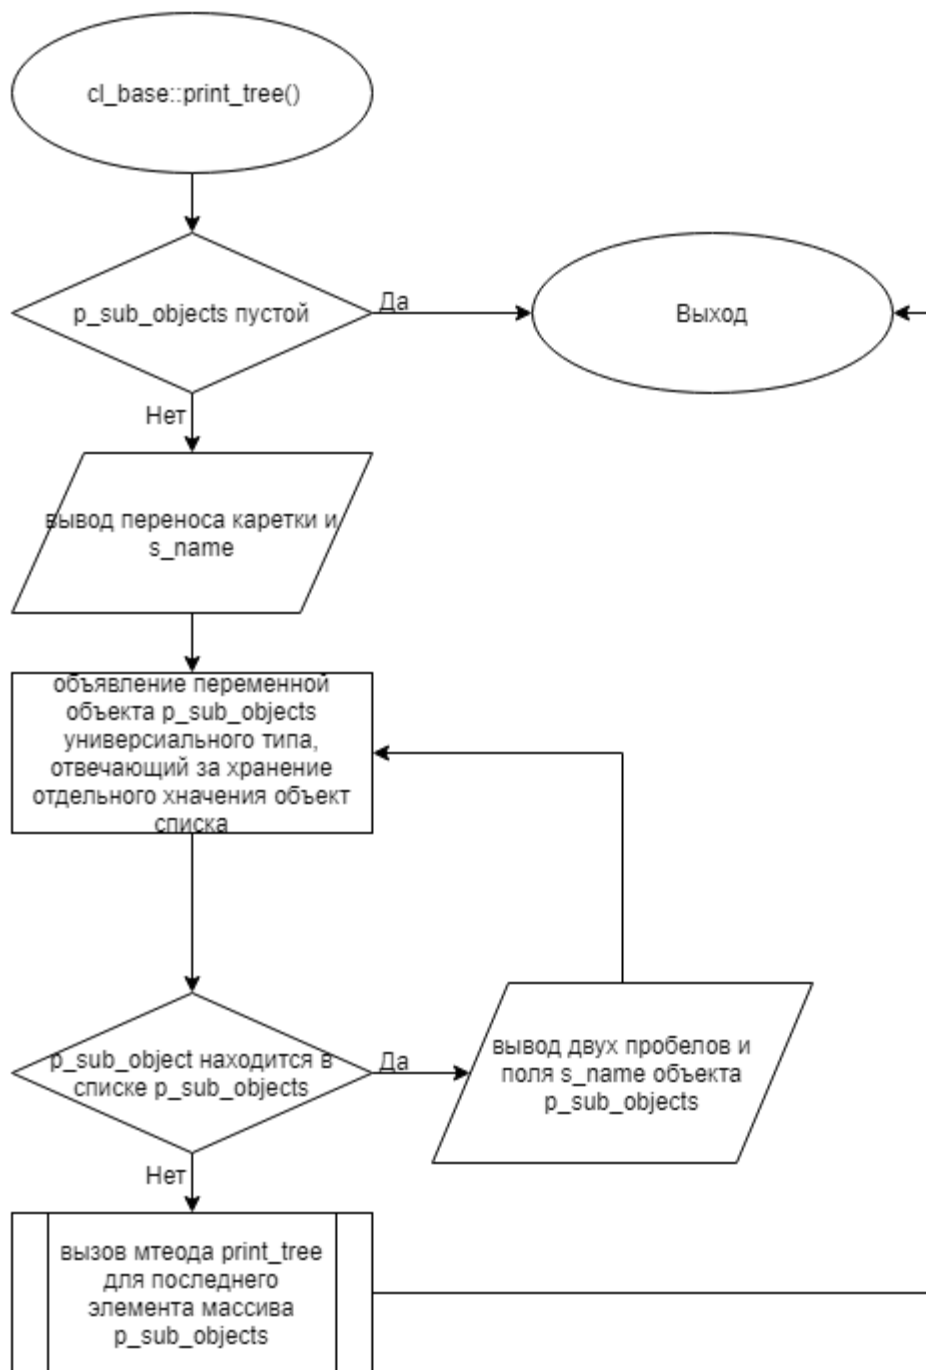 cl_base::print_tree()
p_sub_objects пустой
Да
Выход
Нет
вывод переноса каретки и
s_name
объявление переменной
объекта p_sub_objects
универсиального типа,
отвечающий за хранение
отдельного хначения объект
списка
p_sub_object находится в
списке p_sub_objects
Да
вывод двух пробелов и
поля s_name объекта
p_sub_objects
Нет
вызов мтеода print_tree
для последнего
элемента массива
p_sub_objects